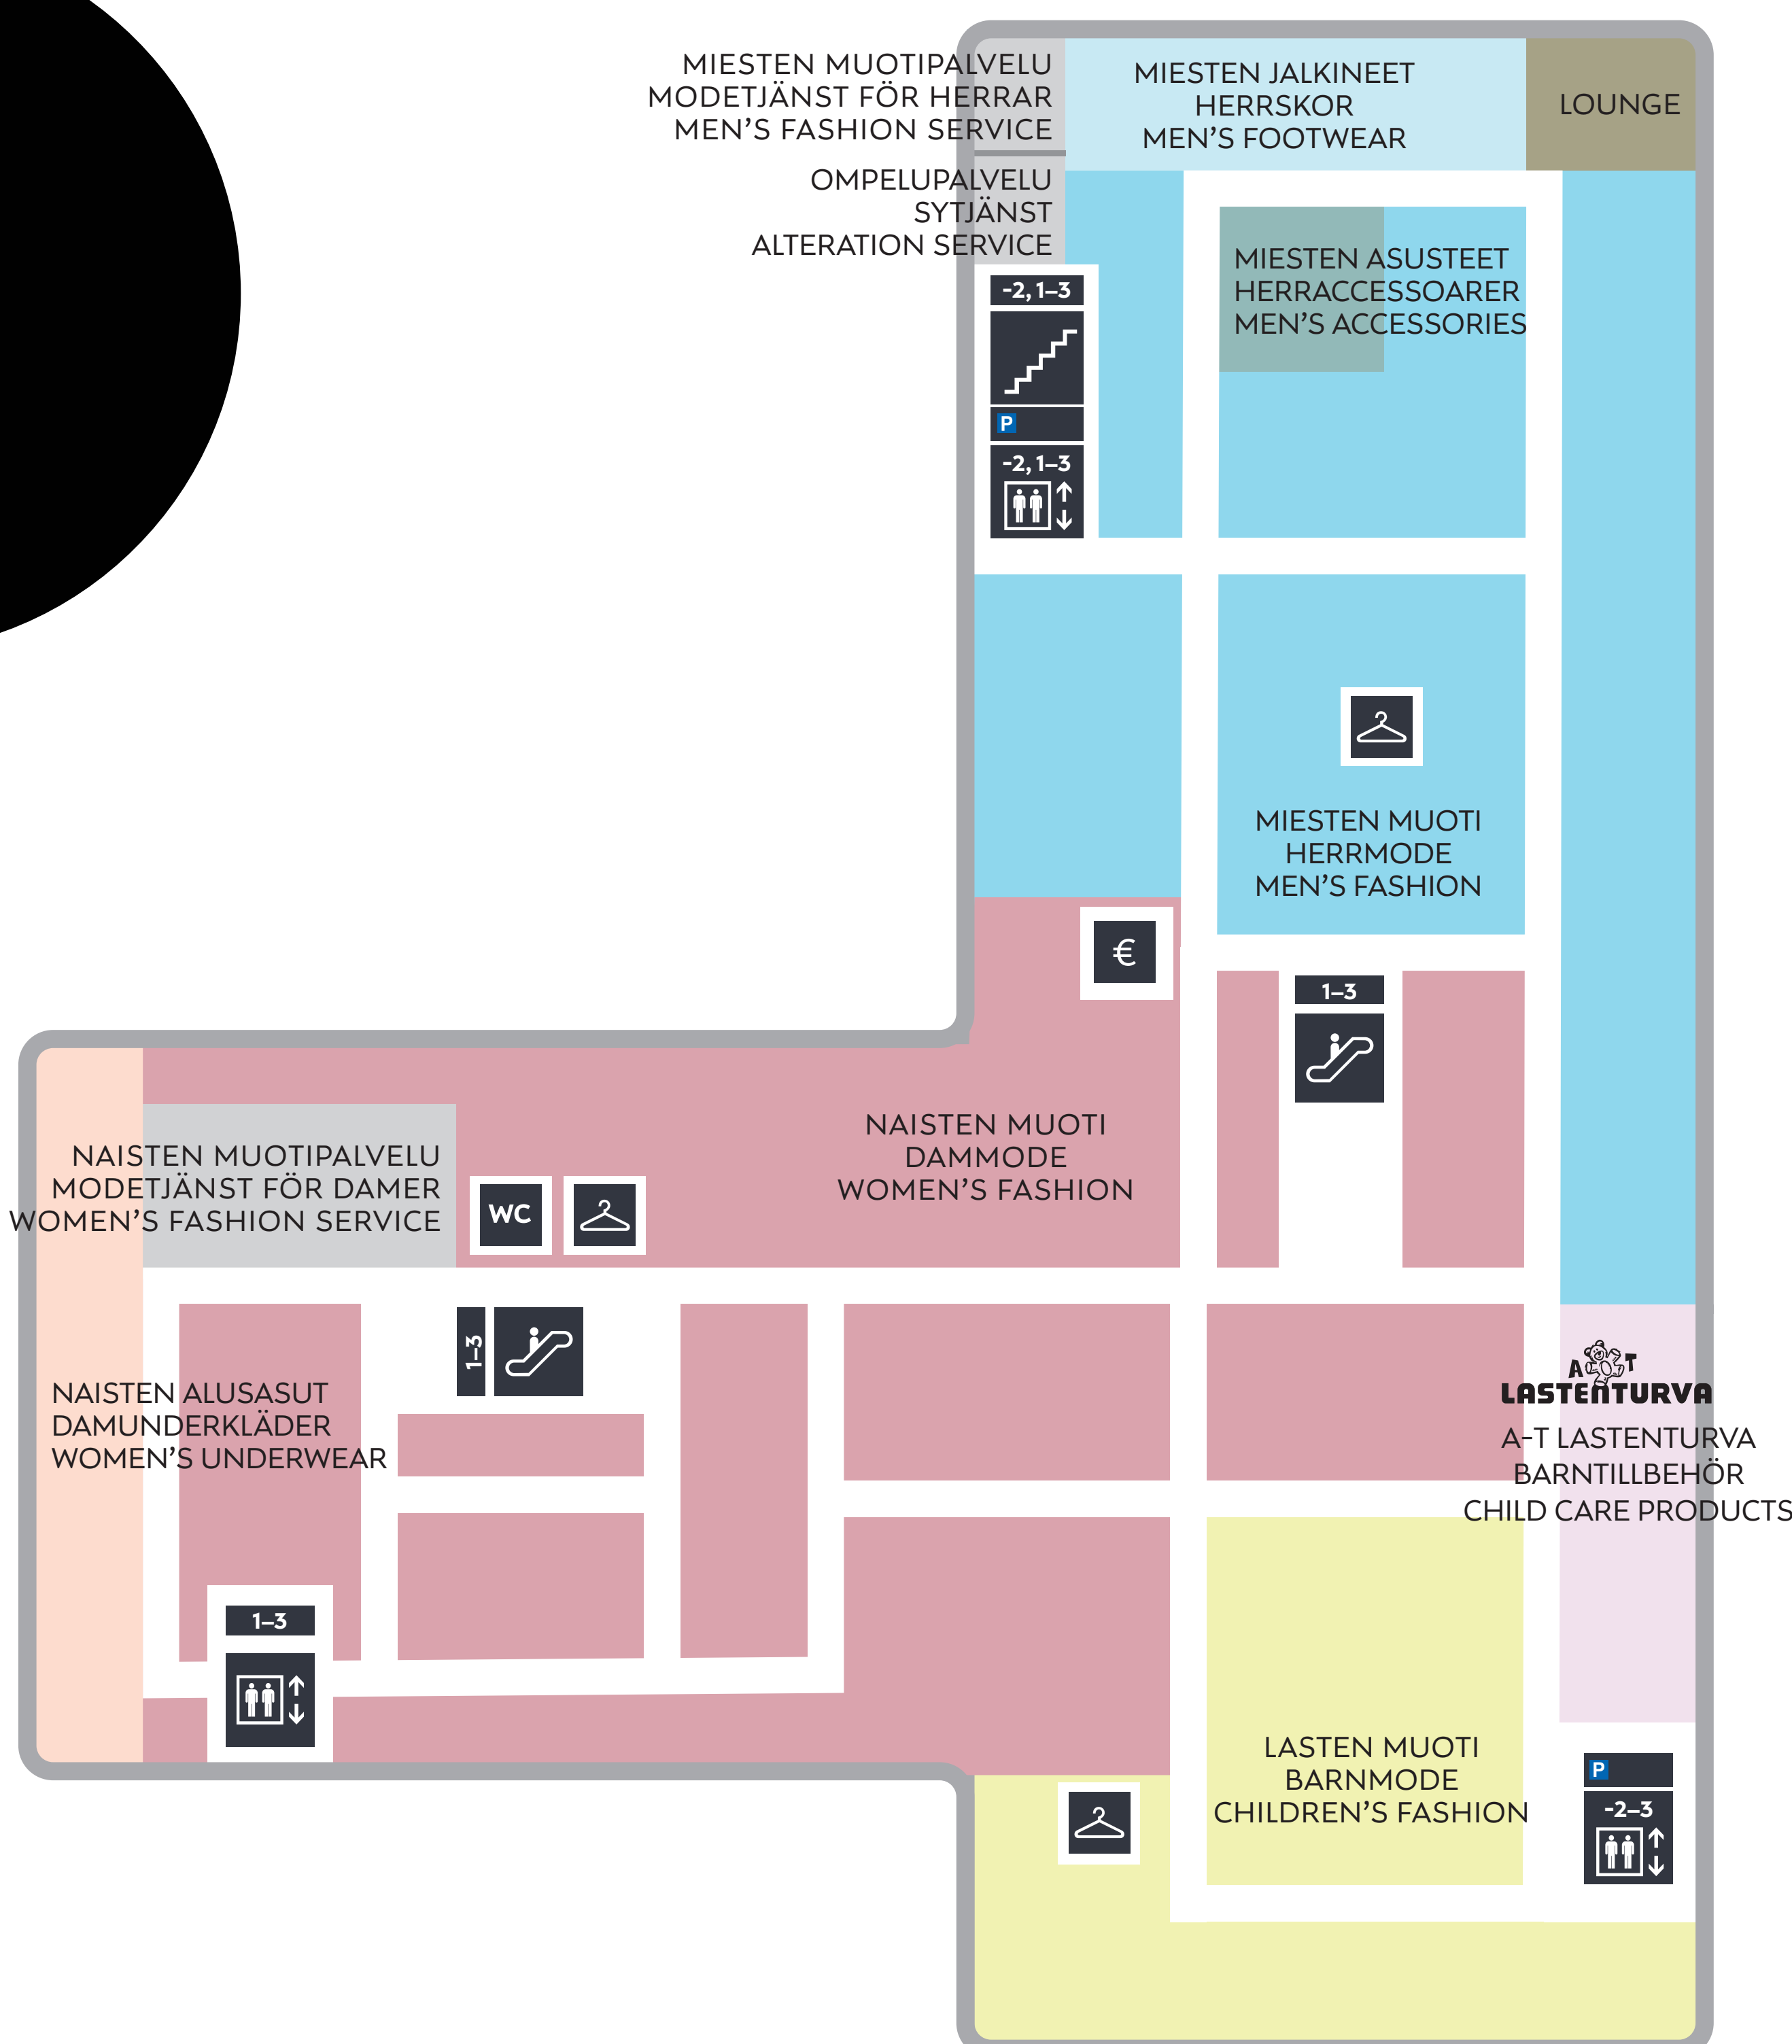 MIESTEN MUOTIPALVELU
MODETJÄNST FÖR HERRAR
MEN'S FASHION SERVICE
MIESTEN JALKINEET
HERRSKOR
MEN'S FOOTWEAR
LOUNGE
OMPELUPALVELU
SYTJÄNST
ALTERATION SERVICE
MIESTEN ASUSTEET
HERRACCESSOARER
MEN'S ACCESSORIES
-2, 1–3
P
-2, 1–3
MIESTEN MUOTI
HERRMODE
MEN'S FASHION
€
1–3
NAISTEN MUOTI
DAMMODE
WOMEN'S FASHION
NAISTEN MUOTIPALVELU
MODETJÄNST FÖR DAMER
WOMEN'S FASHION SERVICE
WC
1–3
NAISTEN ALUSASUT
DAMUNDERKLÄDER
WOMEN'S UNDERWEAR
A T
LASTENTURVA
A-T LASTENTURVA
BARNTILLBEHÖR
CHILD CARE PRODUCTS
1–3
LASTEN MUOTI
BARNMODE
CHILDREN'S FASHION
P
-2–3